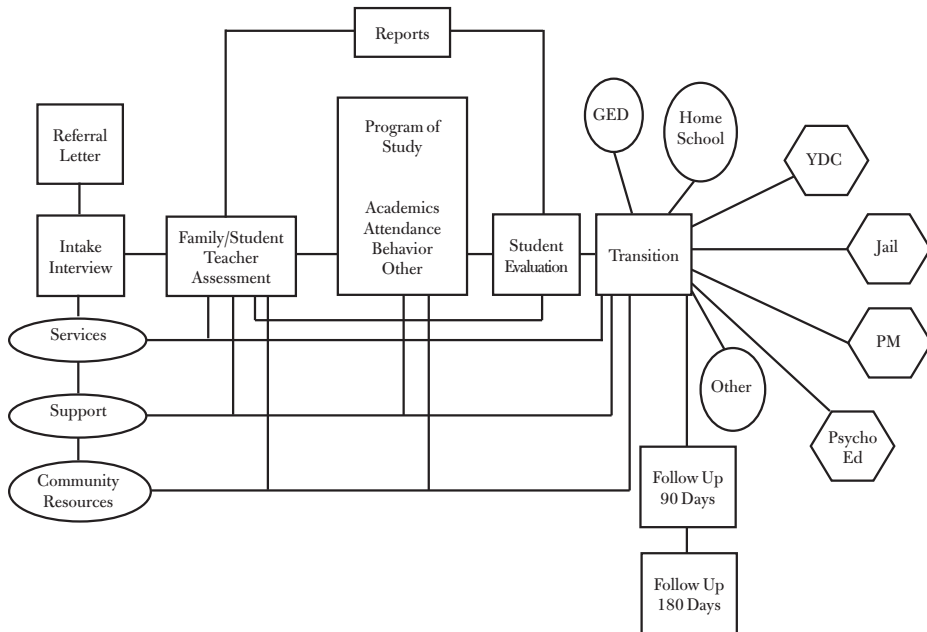 Reports
Referral
Letter
Program of
Study
Academics
Attendance
Behavior
Other
GED
Home
School
YDC
Intake
Interview
Family/Student
Teacher
Assessment
Student
Evaluation
Transition
Jail
Services
PM
Support
Other
Psycho
Ed
Community
Resources
Follow Up
90 Days
Follow Up
180 Days